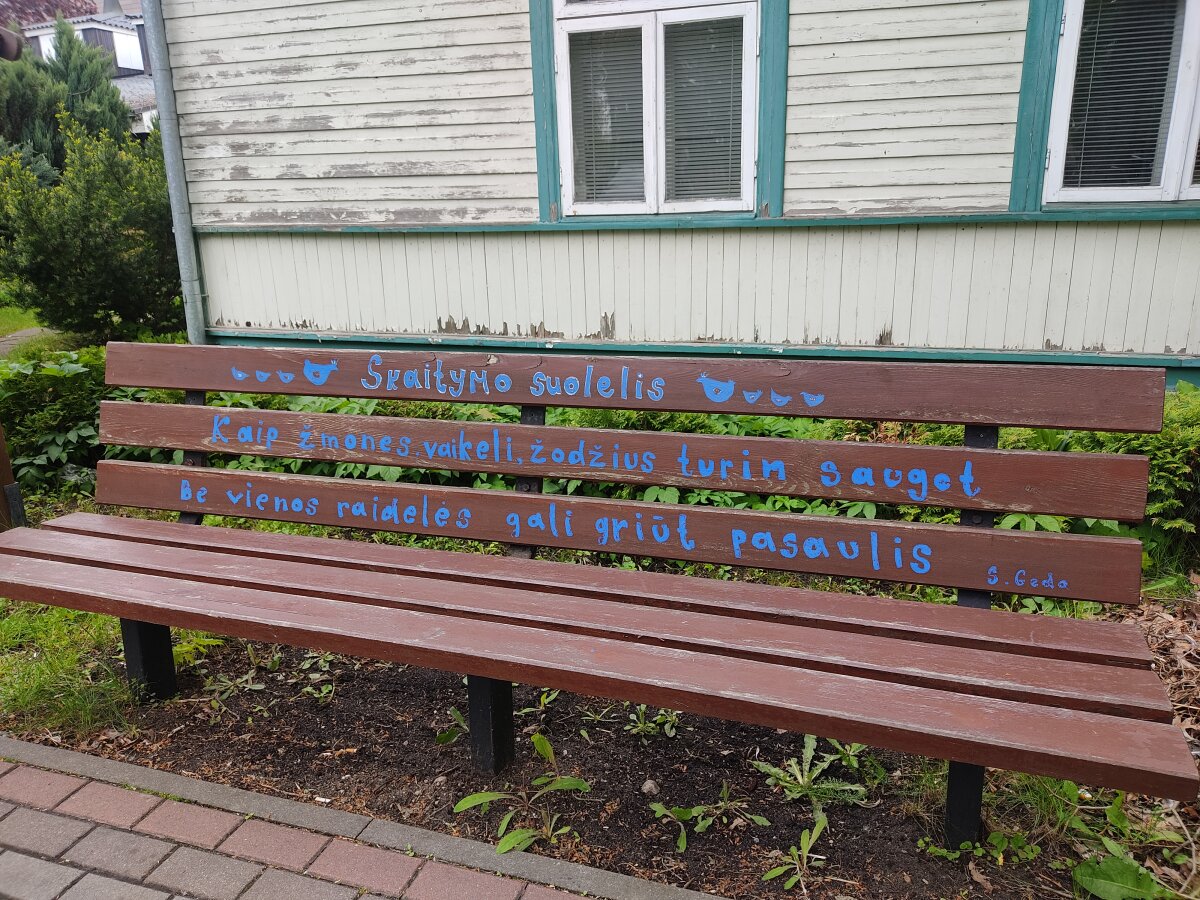 Skaitymo suolelis
Kaip žmones, vaikeli, žodžius turim saugot
Be vienos raidelės gali griūt pasaulis
S. Geda